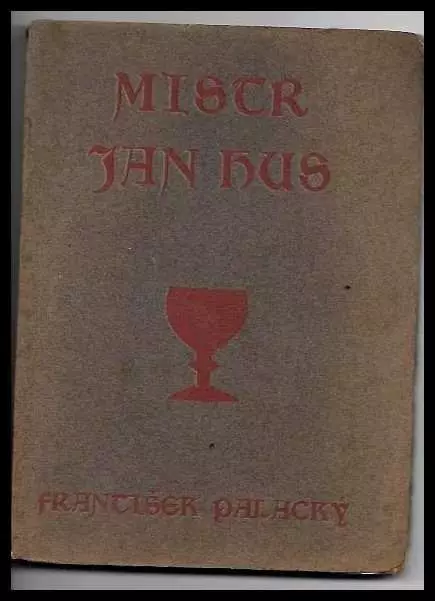 MISTR
JAN HUS
FRANTIŠEK PALACKÝ